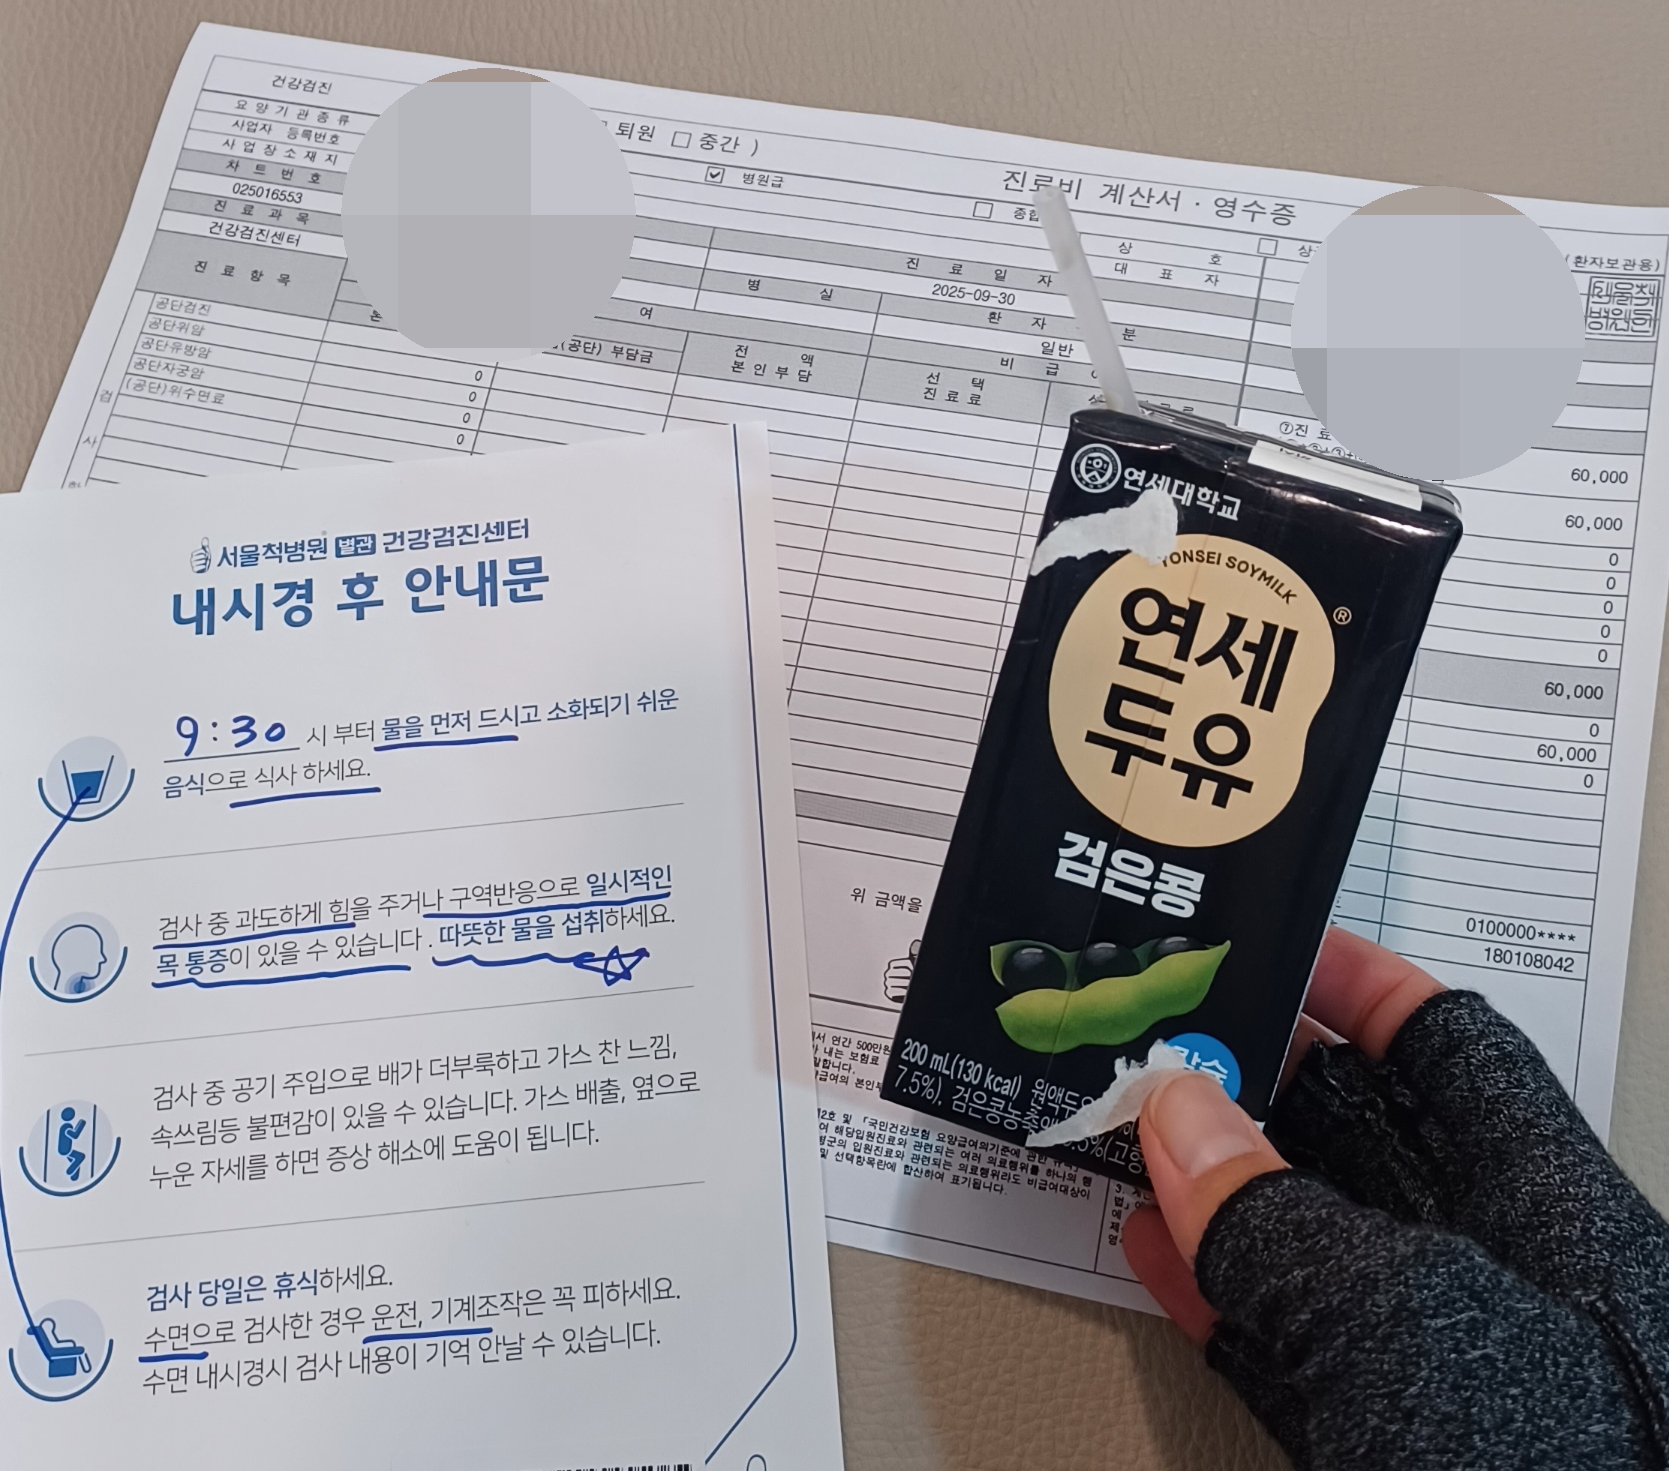 건강검진
퇴원 □ 중간 )
요 양 기 관 종 류
☑ 병원급
사업자 등록번호
사 업 장 소 재 지
차 트 번 호
025016553
진 료 과 목
건강검진센터
진 료 항 목
진료비 계산서 · 영수증
(환자보관용)
상 호
대 표 자
진 료 일 자
2025-09-30
병 실
환 자 분
일반
여
비 급
(공단) 부담금
전 액
본 인 부 담
선 택
진 료 료
공단검진
공단위암
공단유방암
공단자궁암
(공단)위수면료
검
사
0
0
0
0
⑦진 료
60,000
60,000
0
0
0
0
0
60,000
0
60,000
0
위 금액을
0100000****
180108042
서울척병원 별관 건강검진센터
내시경 후 안내문
9:30 시 부터 물을 먼저 드시고 소화되기 쉬운
음식으로 식사 하세요.
검사 중 과도하게 힘을 주거나 구역반응으로 일시적인
목 통증이 있을 수 있습니다. 따뜻한 물을 섭취하세요.
검사 중 공기 주입으로 배가 더부룩하고 가스 찬 느낌,
속쓰림등 불편감이 있을 수 있습니다. 가스 배출, 옆으로
누운 자세를 하면 증상 해소에 도움이 됩니다.
검사 당일은 휴식하세요.
수면으로 검사한 경우 운전, 기계조작은 꼭 피하세요.
수면 내시경시 검사 내용이 기억 안날 수 있습니다.
연세대학교
YONSEI SOYMILK
연세
두유
®
검은콩
200 mL(130 kcal) 원액두유
7.5%), 검은콩농축액